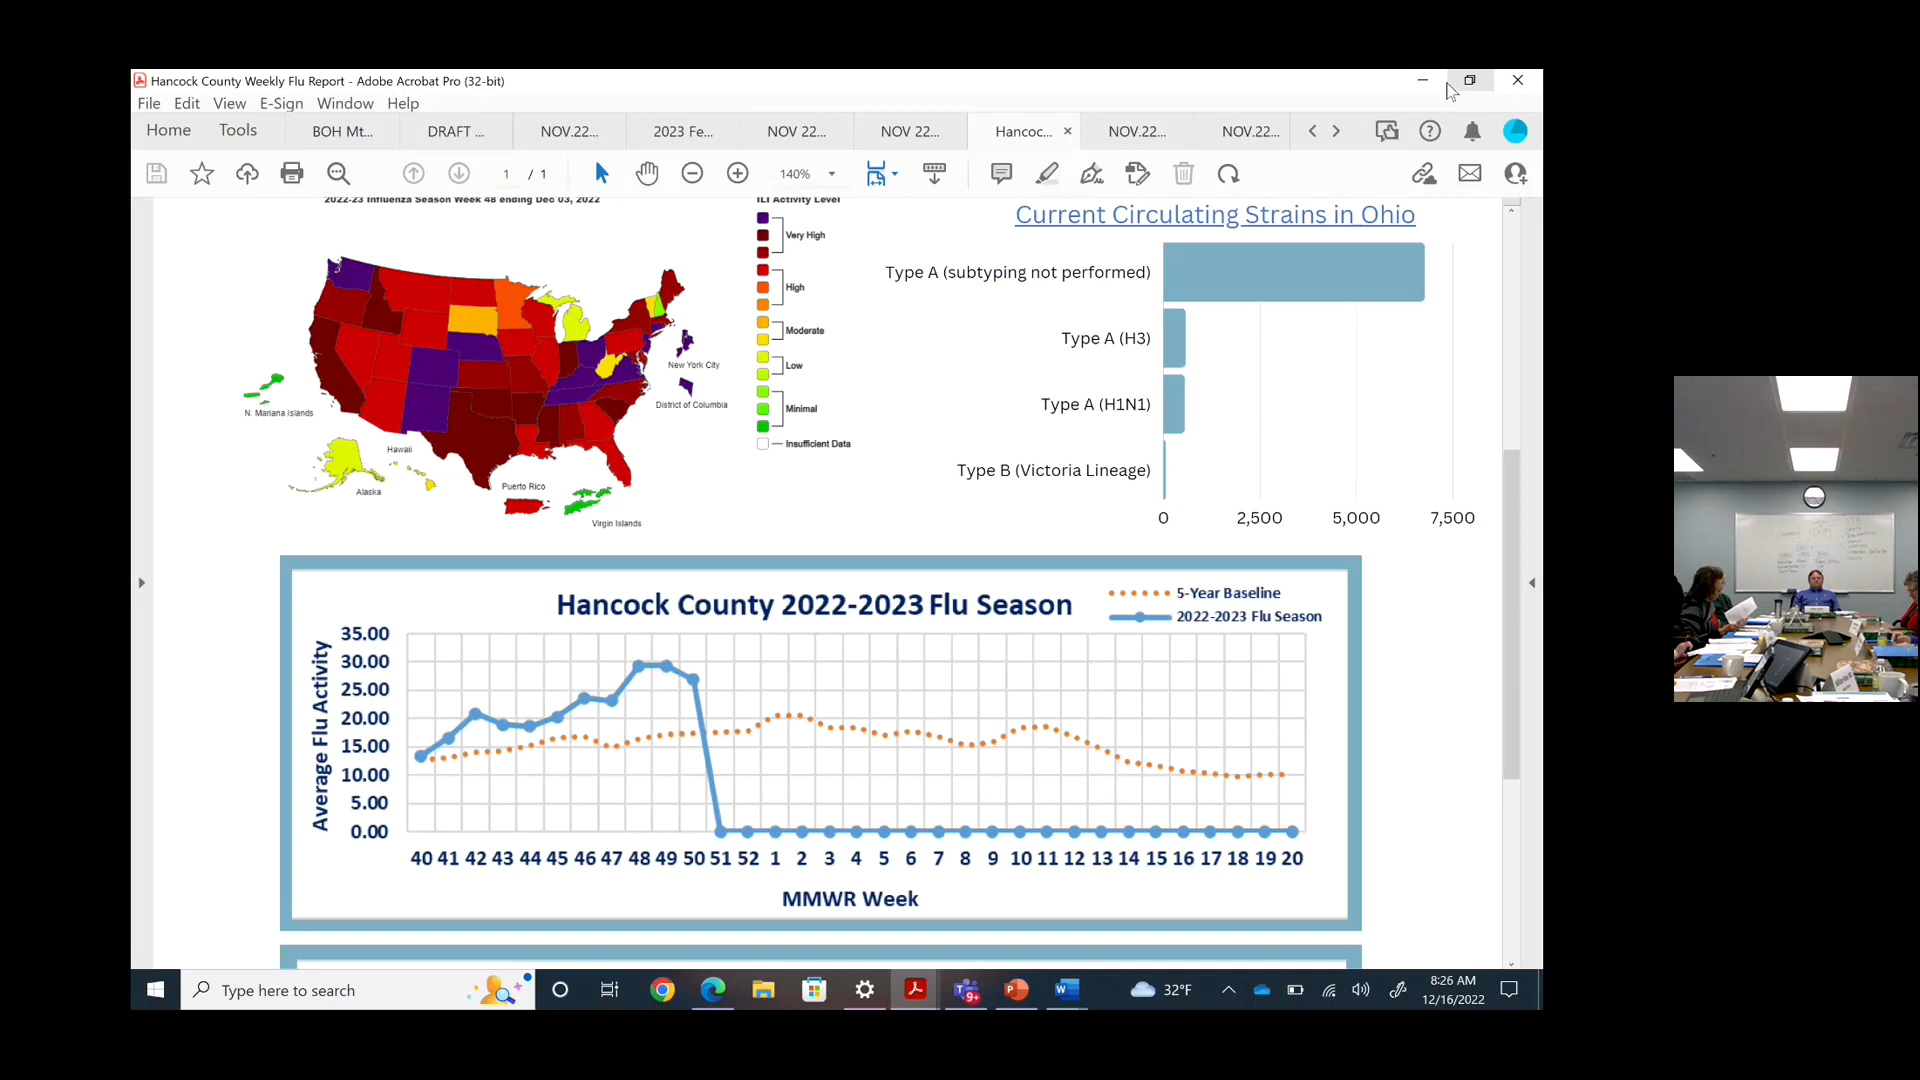 Hancock County Weekly Flu Report - Adobe Acrobat Pro (32-bit)
File Edit View E-Sign Window Help
Home Tools BOH Mt... DRAFT ... NOV.22... 2023 Fe... NOV 22... NOV 22... Hancoc... × NOV.22... NOV.22...
1 / 1 140%
2022-23 Influenza Season Week 48 ending Dec 03, 2022
ILI Activity Level
Very High
High
Moderate
Low
Minimal
Insufficient Data
New York City
District of Columbia
N. Mariana Islands
Hawaii
Alaska
Puerto Rico
Virgin Islands
Current Circulating Strains in Ohio
Type A (subtyping not performed)
Type A (H3)
Type A (H1N1)
Type B (Victoria Lineage)
0 2,500 5,000 7,500
Hancock County 2022-2023 Flu Season
5-Year Baseline
2022-2023 Flu Season
Average Flu Activity
35.00
30.00
25.00
20.00
15.00
10.00
5.00
0.00
40 41 42 43 44 45 46 47 48 49 50 51 52 1 2 3 4 5 6 7 8 9 10 11 12 13 14 15 16 17 18 19 20
MMWR Week
Type here to search
9+
32°F
8:26 AM
12/16/2022